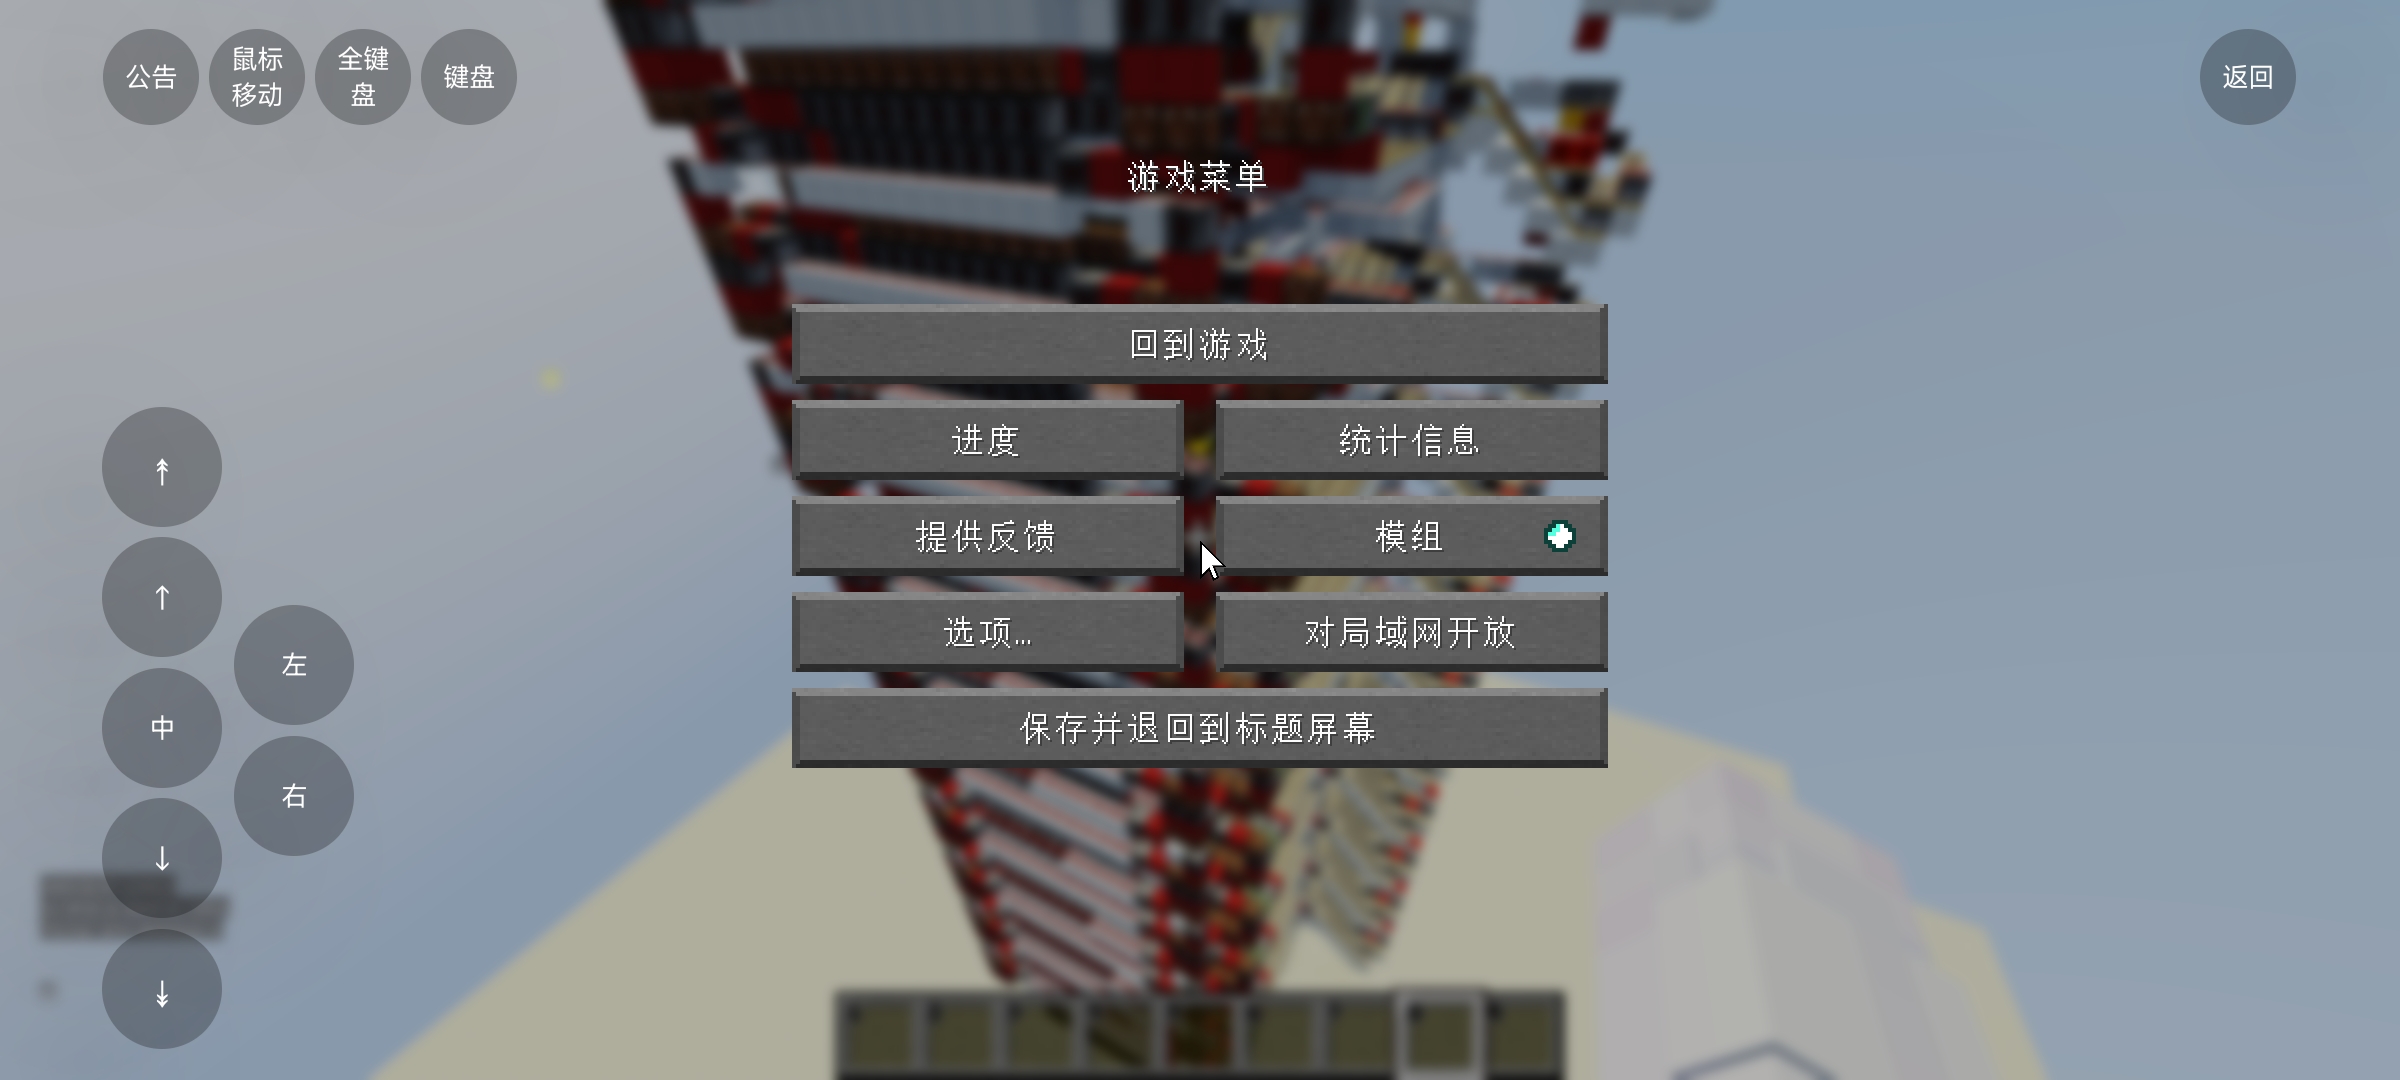 公告
鼠标
移动
全键
盘
键盘
返回
游戏菜单
回到游戏
进度
统计信息
提供反馈
模组
选项...
对局域网开放
保存并退回到标题屏幕
↟
↑
左
中
右
↓
↡